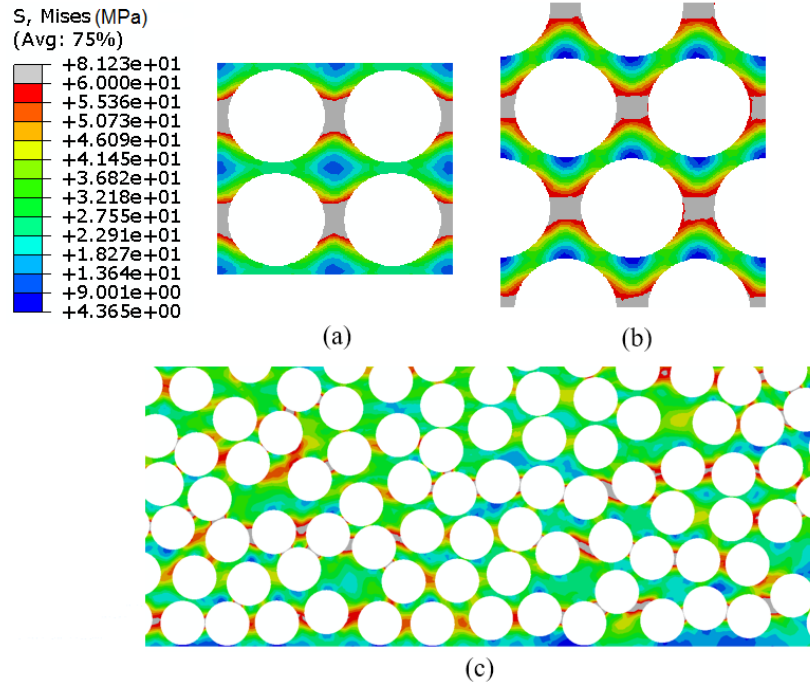 S, Mises (MPa)
(Avg: 75%)
+8.123e+01
+6.000e+01
+5.536e+01
+5.073e+01
+4.609e+01
+4.145e+01
+3.682e+01
+3.218e+01
+2.755e+01
+2.291e+01
+1.827e+01
+1.364e+01
+9.001e+00
+4.365e+00
(a)
(b)
(c)